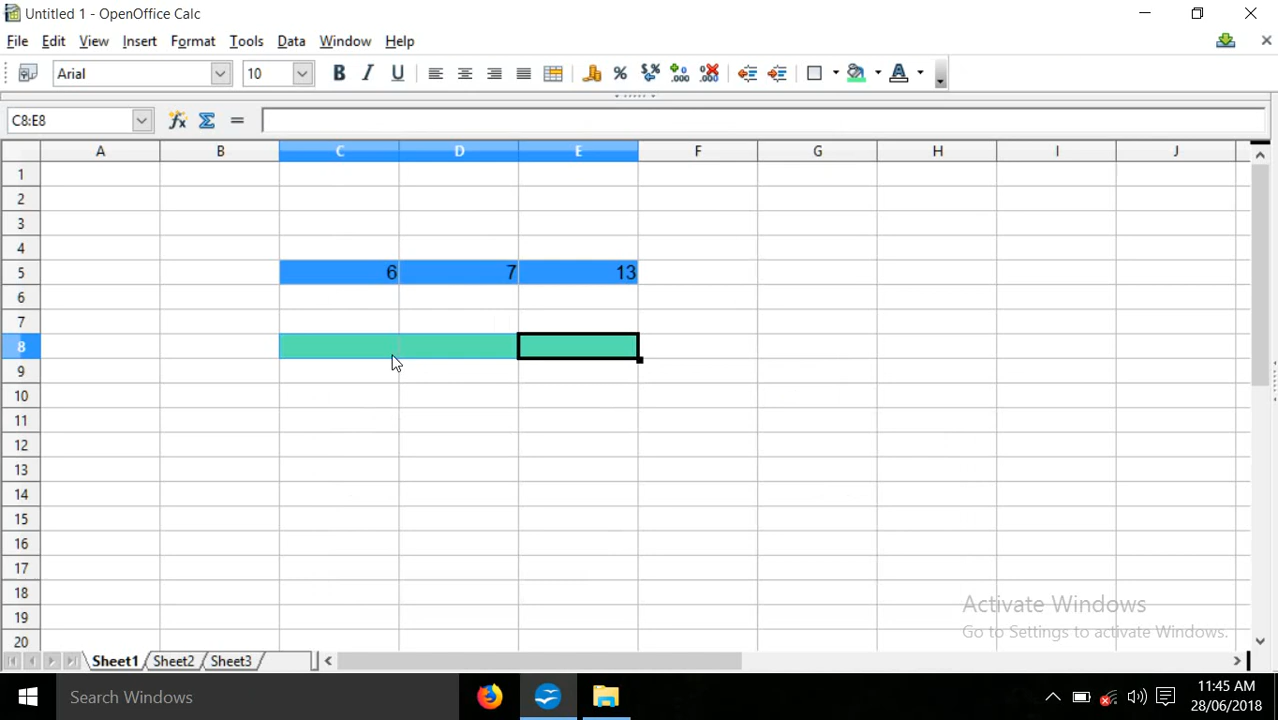 Untitled 1 - OpenOffice Calc
File Edit View Insert Format Tools Data Window Help
Arial 10 B I U % $% .000 .000
C8:E8 fx Σ =
A B C D E F G H I J
1
2
3
4
5 6 7 13
6
7
8
9
10
11
12
13
14
15
16
17
18
19
20
Activate Windows
Go to Settings to activate Windows.
Sheet1 Sheet2 Sheet3
Search Windows
11:45 AM
28/06/2018